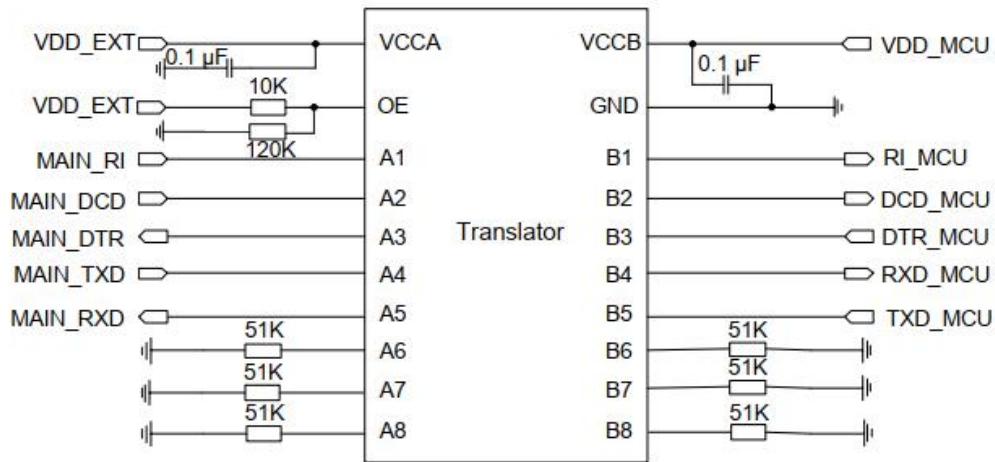 VDD_EXT VCCA VCCB VDD_MCU
0.1 µF 0.1 µF
10K
VDD_EXT OE GND
120K
MAIN_RI A1 B1 RI_MCU
MAIN_DCD A2 B2 DCD_MCU
MAIN_DTR A3 Translator B3 DTR_MCU
MAIN_TXD A4 B4 RXD_MCU
MAIN_RXD A5 B5 TXD_MCU
51K 51K
A6 B6
51K 51K
A7 B7
51K 51K
A8 B8